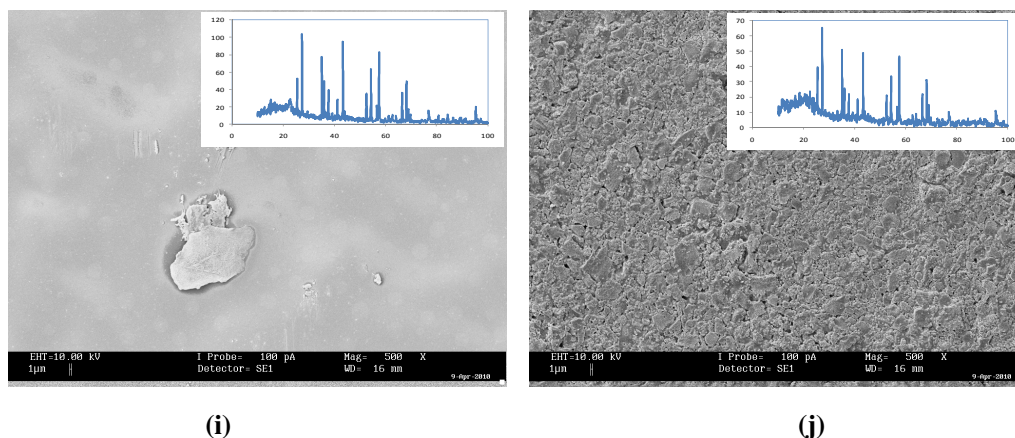 120
100
80
60
40
20
0
0 20 40 60 80 100
EHT=10.00 kV I Probe= 100 pA Mag= 500 X
1µm Detector= SE1 WD= 16 mm
9-Apr-2010
(i)
70
60
50
40
30
20
10
0
0 20 40 60 80 100
EHT=10.00 kV I Probe= 100 pA Mag= 500 X
1µm Detector= SE1 WD= 16 mm
9-Apr-2010
(j)